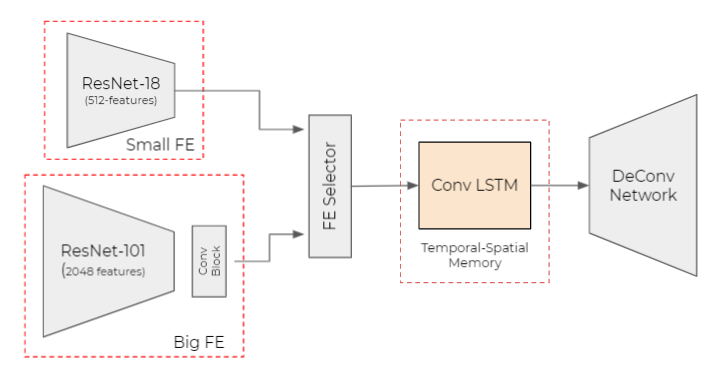 ResNet-18
(512-features)
Small FE
ResNet-101
(2048 features)
Conv
Block
Big FE
FE Selector
Conv LSTM
Temporal-Spatial
Memory
DeConv
Network